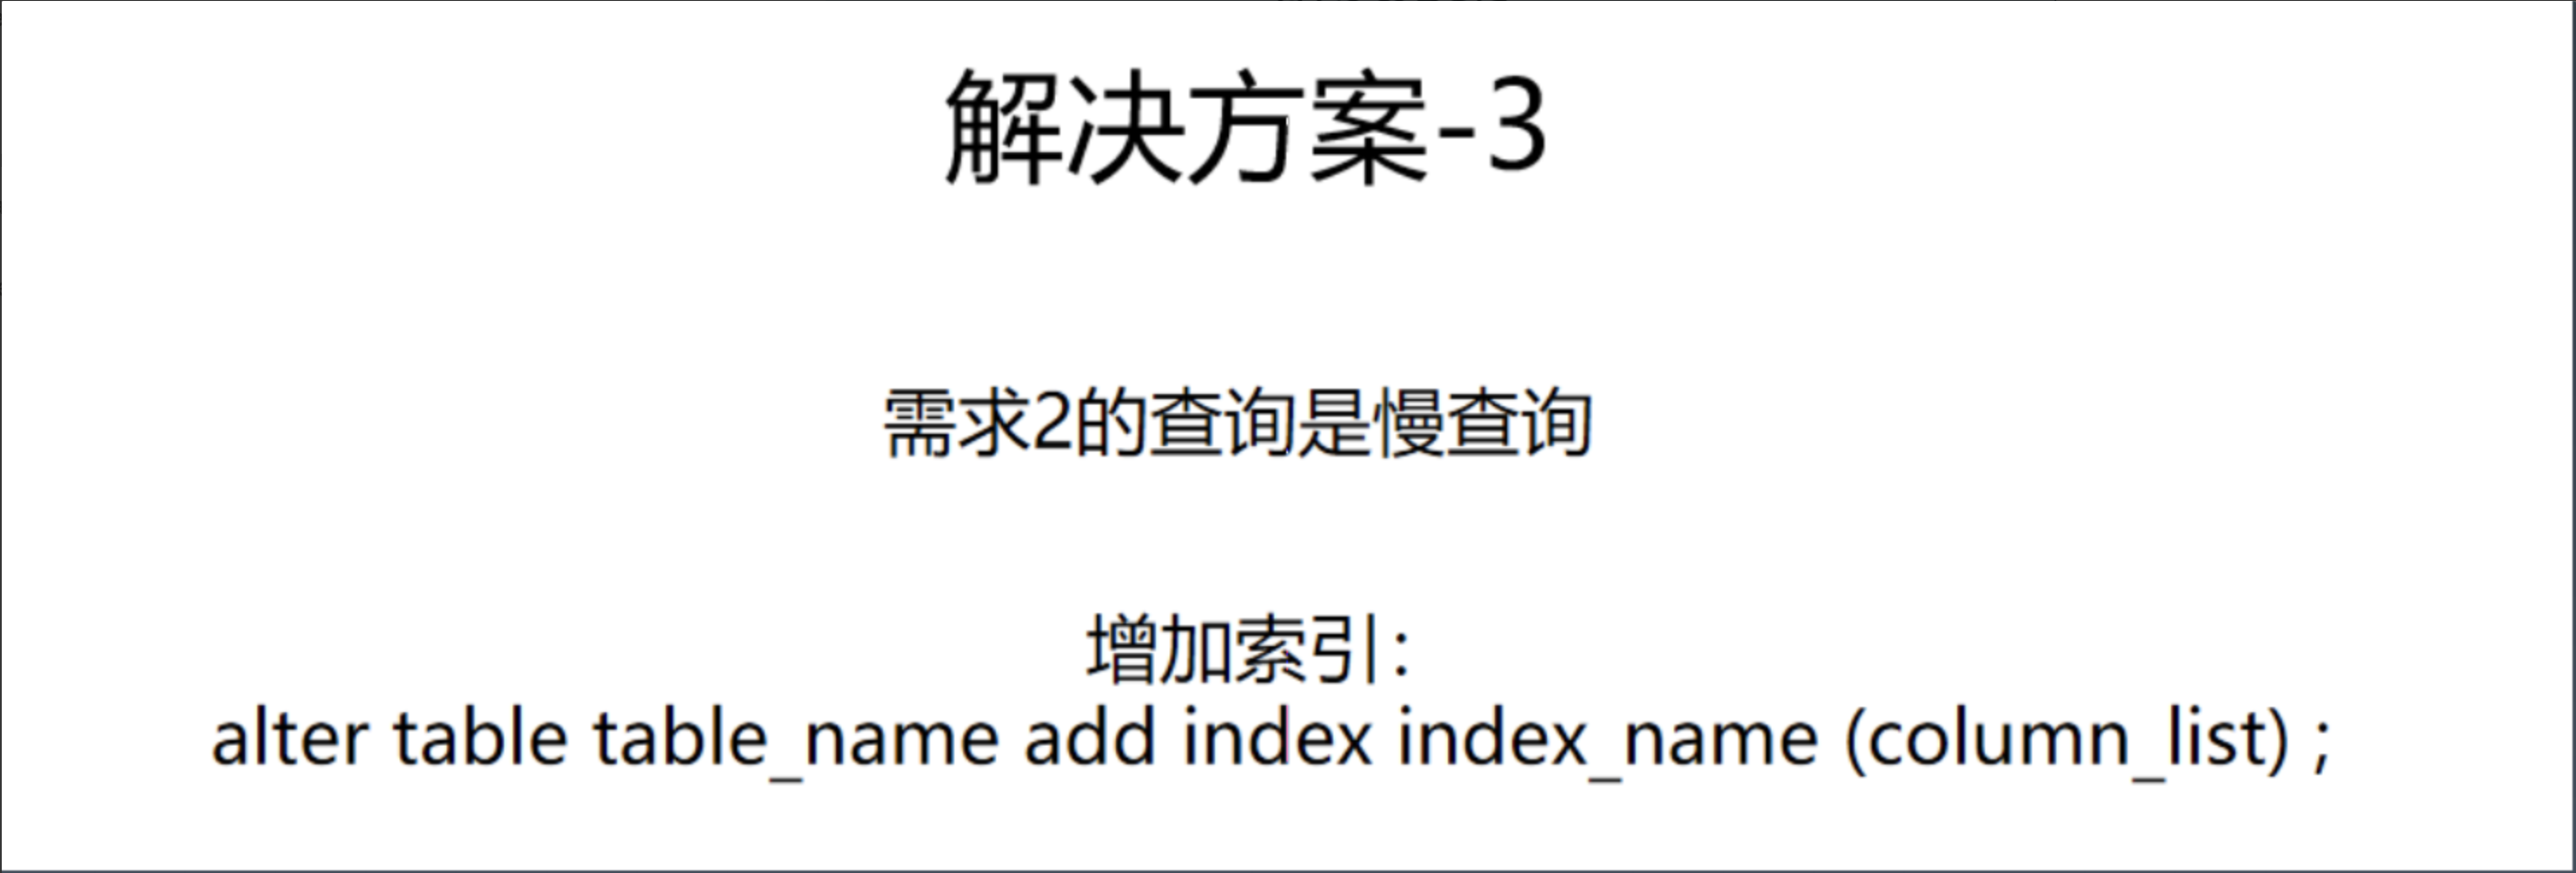 解决方案-3
需求2的查询是慢查询
增加索引：
alter table table_name add index index_name (column_list) ;